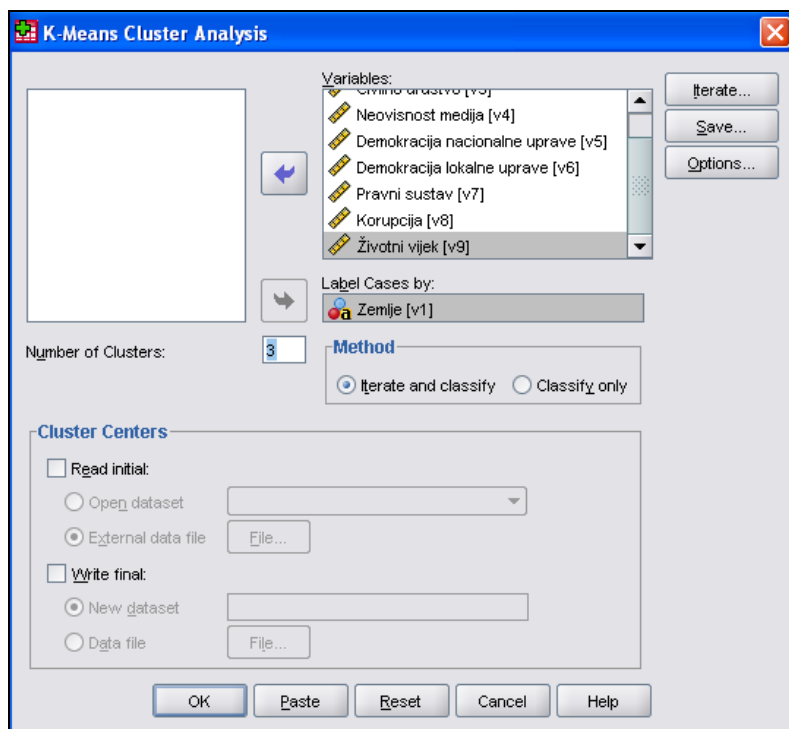 K-Means Cluster Analysis
Variables:
Neovisnost medija [v4]
Demokracija nacionalne uprave [v5]
Demokracija lokalne uprave [v6]
Pravni sustav [v7]
Korupcija [v8]
Životni vijek [v9]
Iterate...
Save...
Options...
Label Cases by:
Zemlje [v1]
Number of Clusters:
3
Method
Iterate and classify
Classify only
Cluster Centers
Read initial:
Open dataset
External data file
File...
Write final:
New dataset
Data file
File...
OK
Paste
Reset
Cancel
Help